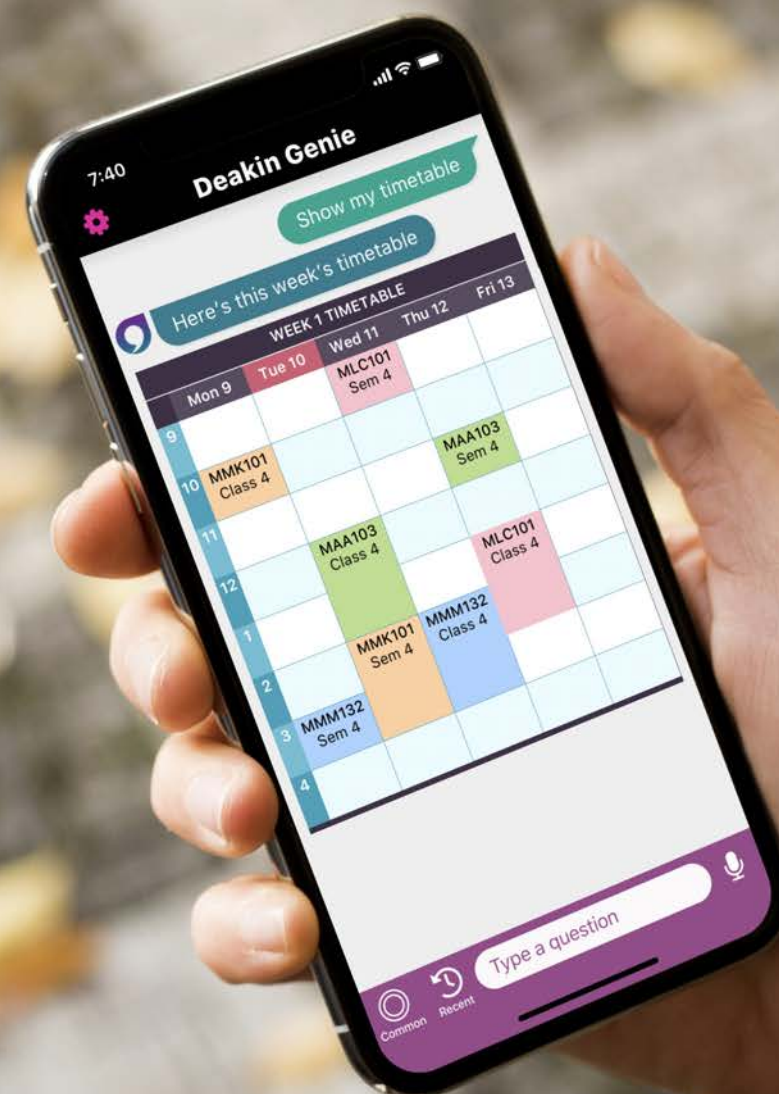 7:40
Deakin Genie
Show my timetable
Here's this week's timetable
WEEK 1 TIMETABLE
Mon 9 Tue 10 Wed 11 Thu 12 Fri 13
9
MLC101
Sem 4
10
MMK101
Class 4
MAA103
Sem 4
11
12
MAA103
Class 4
MLC101
Class 4
1
2
MMK101
Sem 4
MMM132
Class 4
3
MMM132
Sem 4
4
Common
Recent
Type a question